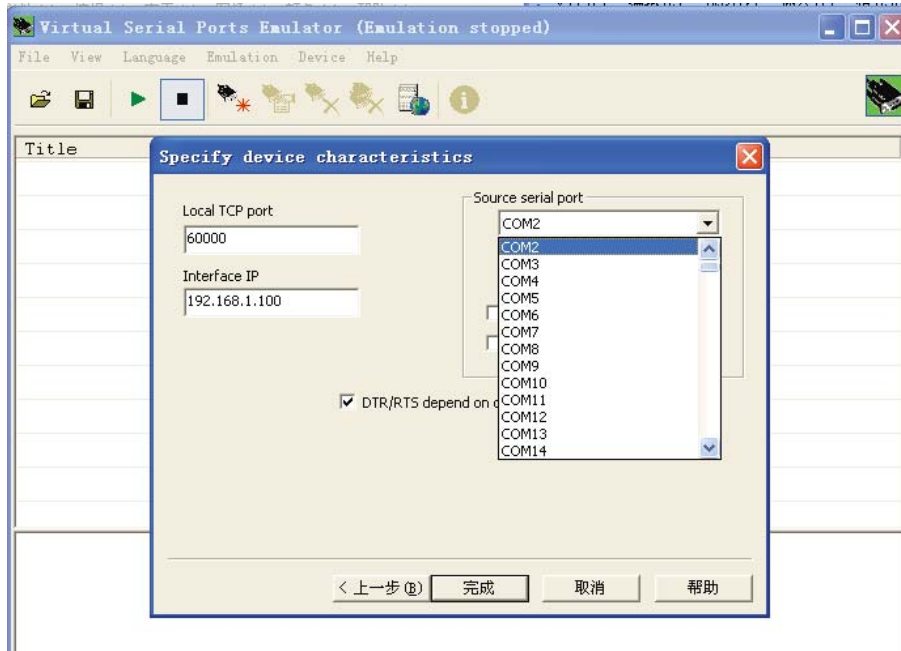 Virtual Serial Ports Emulator (Emulation stopped)
File View Language Emulation Device Help
Title
Specify device characteristics
Local TCP port
60000
Interface IP
192.168.1.100
Source serial port
COM2
COM2
COM3
COM4
COM5
COM6
COM7
COM8
COM9
COM10
COM11
COM12
COM13
COM14
DTR/RTS depend on
< 上一步(B) 完成 取消 帮助